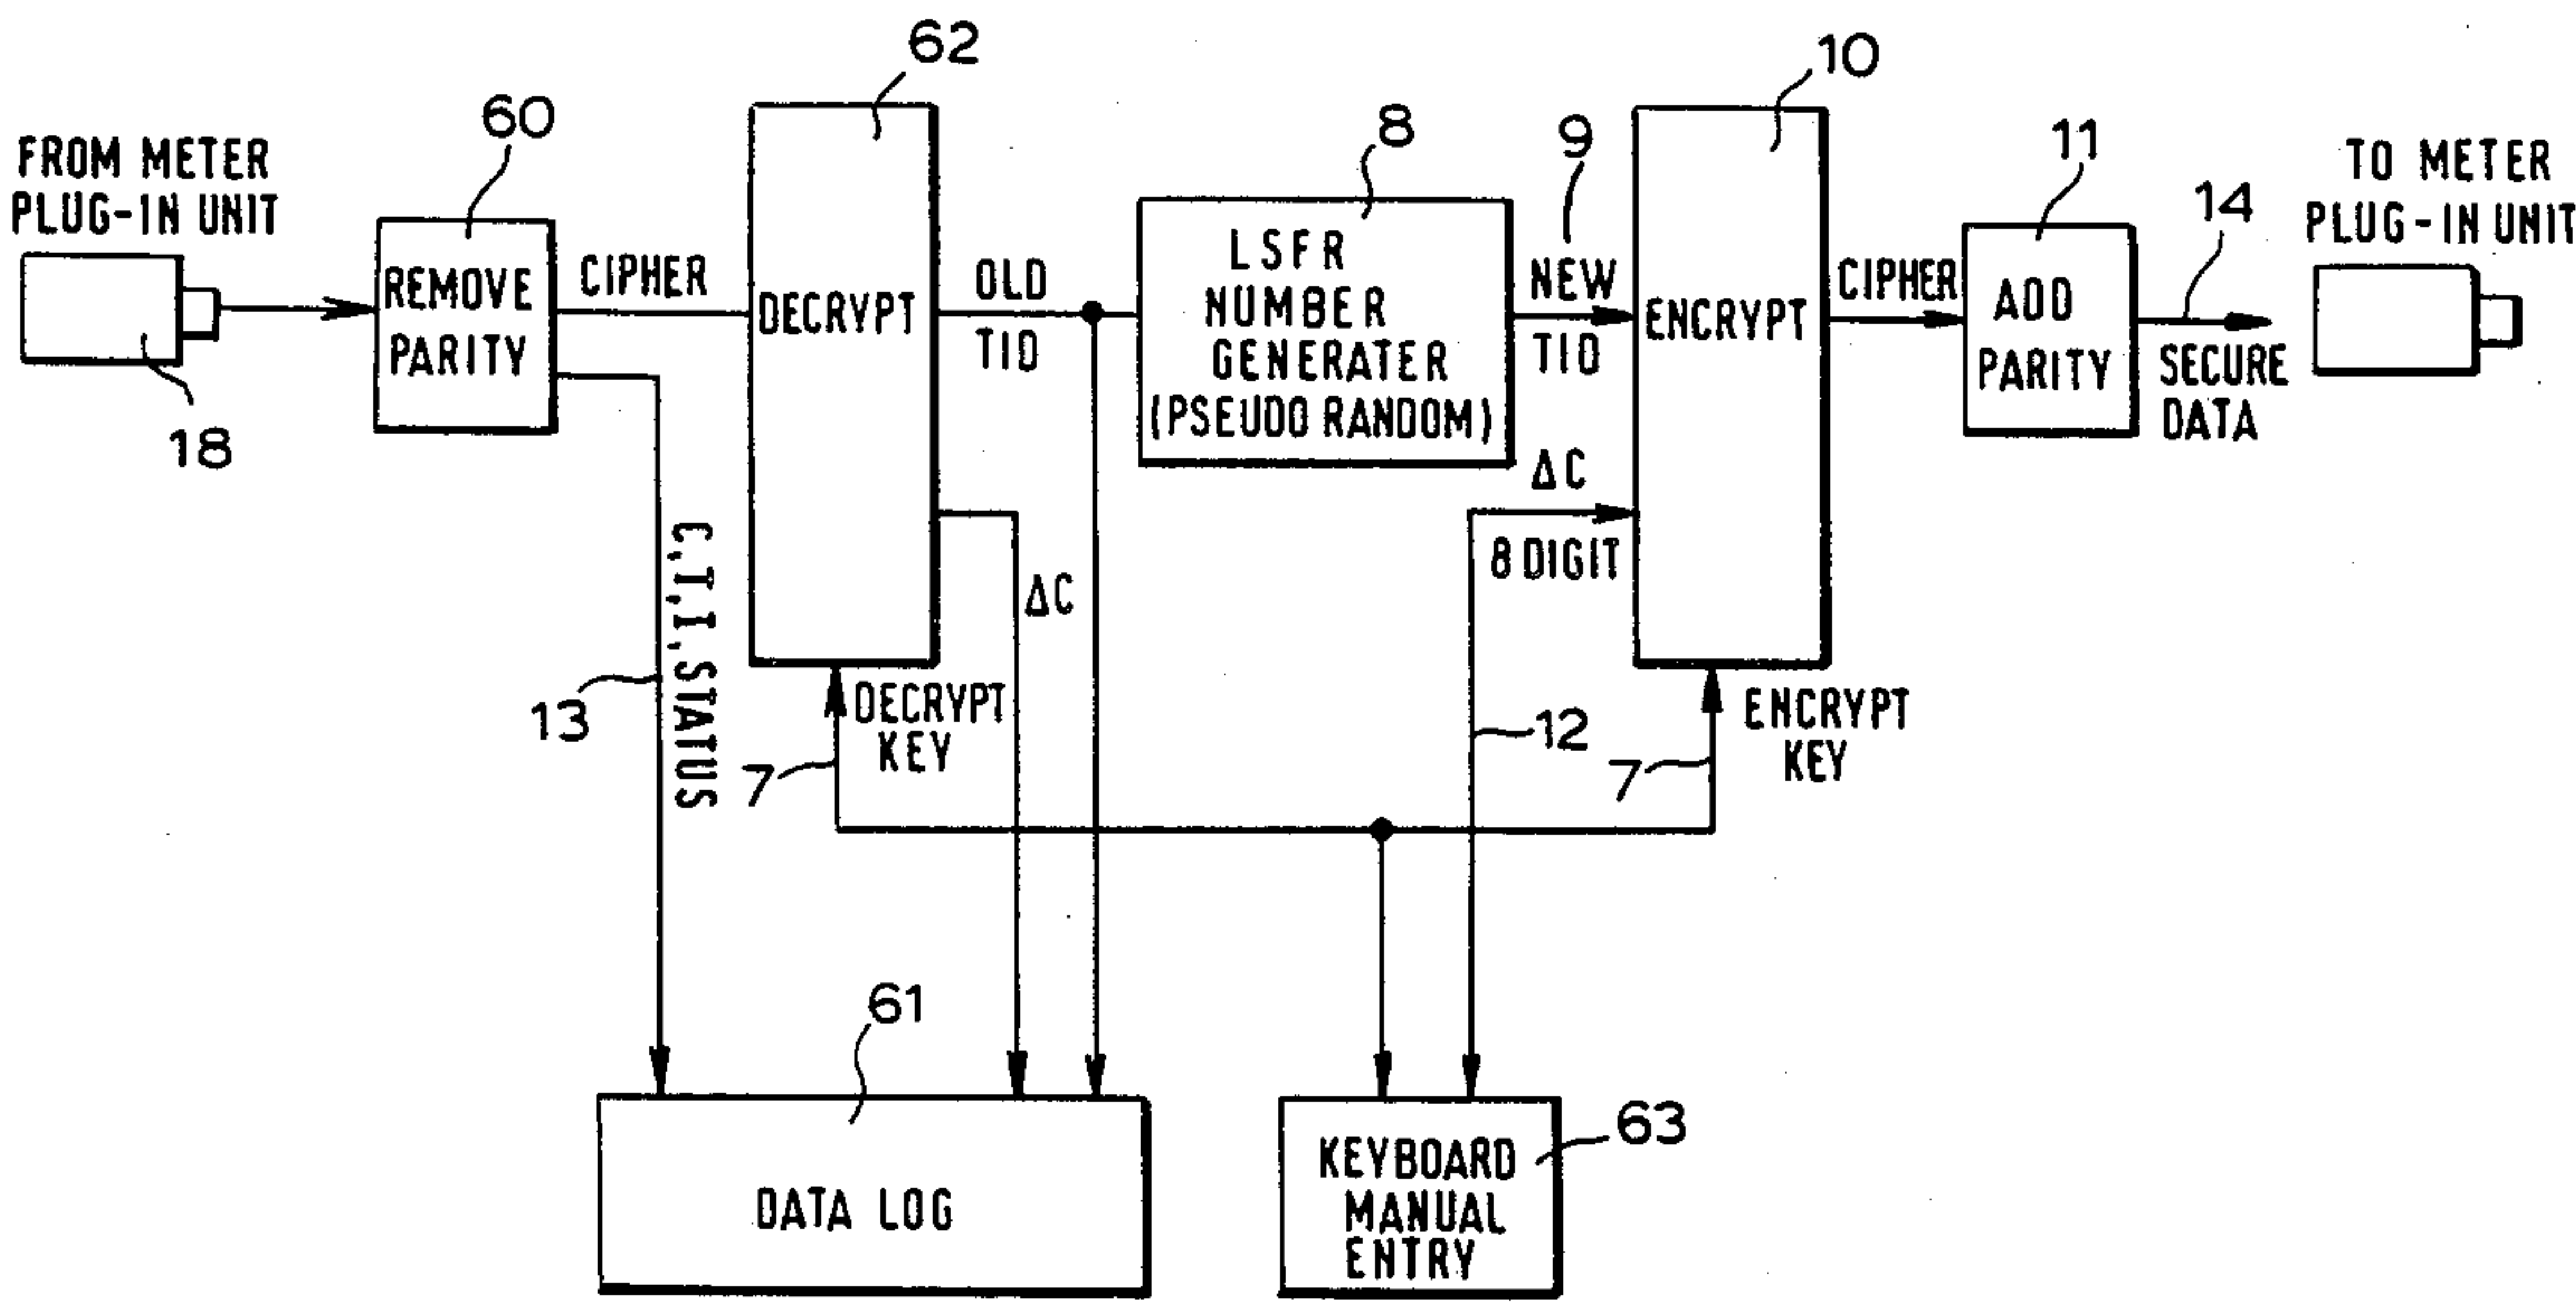 62
10
60
8
9
11
FROM METER
PLUG-IN UNIT
TO METER
PLUG-IN UNIT
14
18
REMOVE
PARITY
CIPHER
DECRYPT
OLD
TID
LSFR
NUMBER
GENERATER
(PSEUDO RANDOM)
NEW
TID
ENCRYPT
CIPHER
ADD
PARITY
SECURE
DATA
ΔC
8 DIGIT
C,T,I,STATUS
ΔC
13
DECRYPT
KEY
7
12
7
ENCRYPT
KEY
61
DATA LOG
63
KEYBOARD
MANUAL
ENTRY